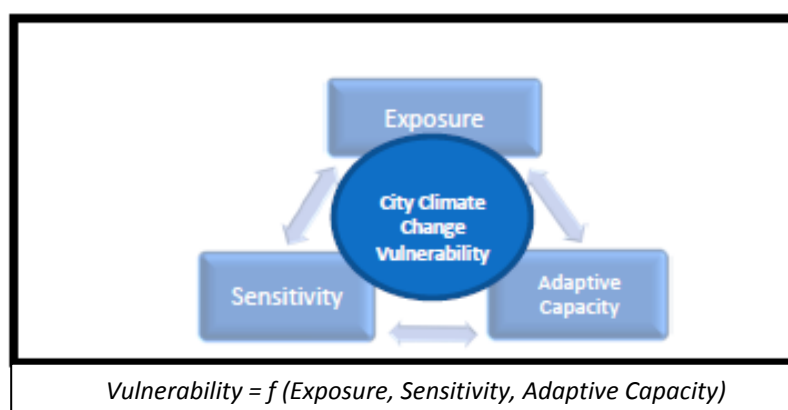 Exposure
City Climate
Change
Vulnerability
Sensitivity
Adaptive
Capacity
Vulnerability = f (Exposure, Sensitivity, Adaptive Capacity)